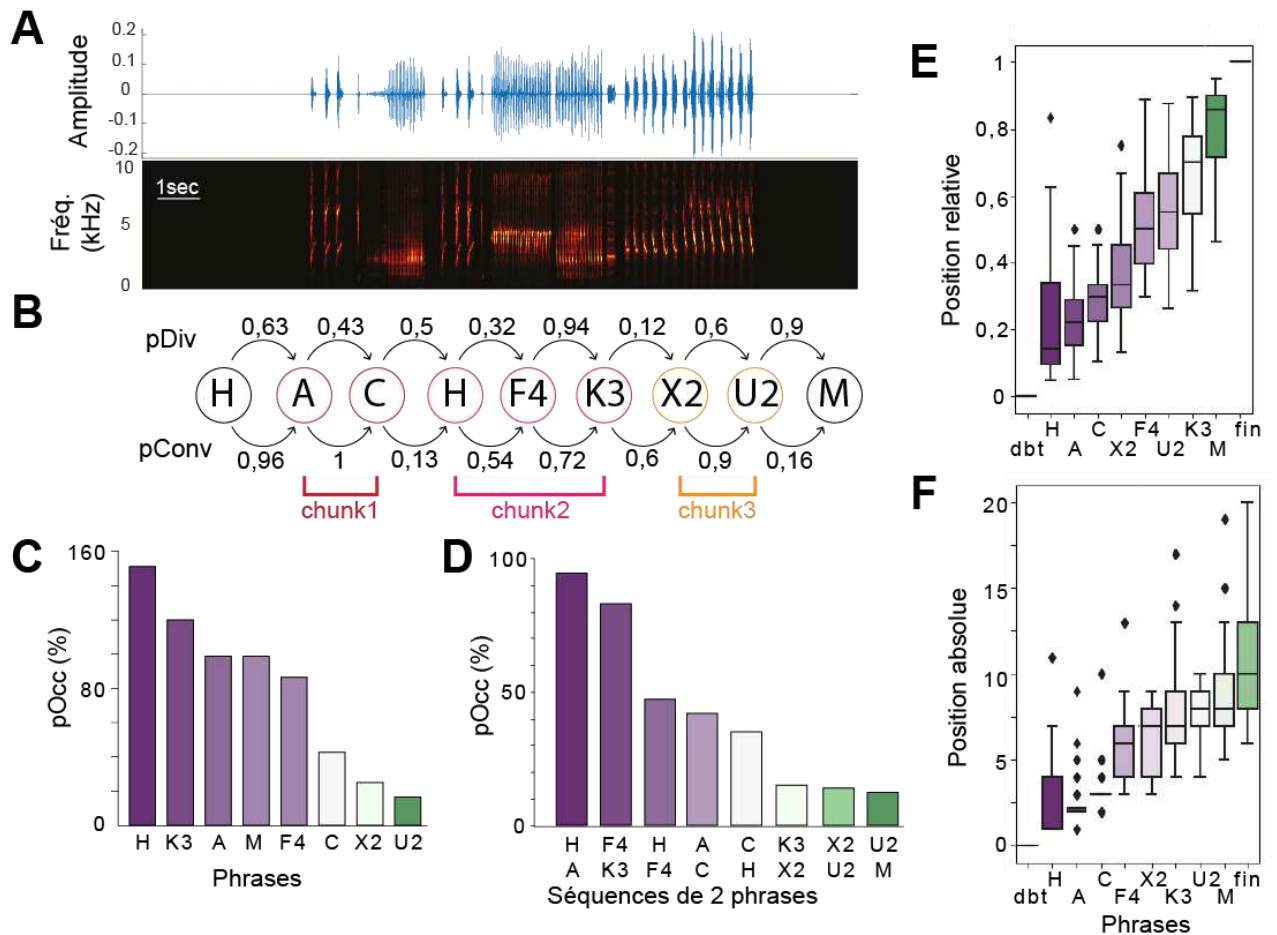 A
Amplitude
0.2
0.1
0
-0.1
-0.2
Fréq.
(kHz)
10
5
0
1sec
B
pDiv
0,63 0,43 0,5 0,32 0,94 0,12 0,6 0,9
H A C H F4 K3 X2 U2 M
pConv
0,96 1 0,13 0,54 0,72 0,6 0,9 0,16
chunk1 chunk2 chunk3
C
pOcc (%)
160
80
0
H K3 A M F4 C X2 U2
Phrases
D
pOcc (%)
100
50
0
H F4 H A C K3 X2 U2
A K3 F4 C H X2 U2 M
Séquences de 2 phrases
E
Position relative
1
0,8
0,6
0,4
0,2
0
H C F4 K3 fin
dbt A X2 U2 M
F
Position absolue
20
15
10
5
0
H C X2 U2 fin
dbt A F4 K3 M
Phrases